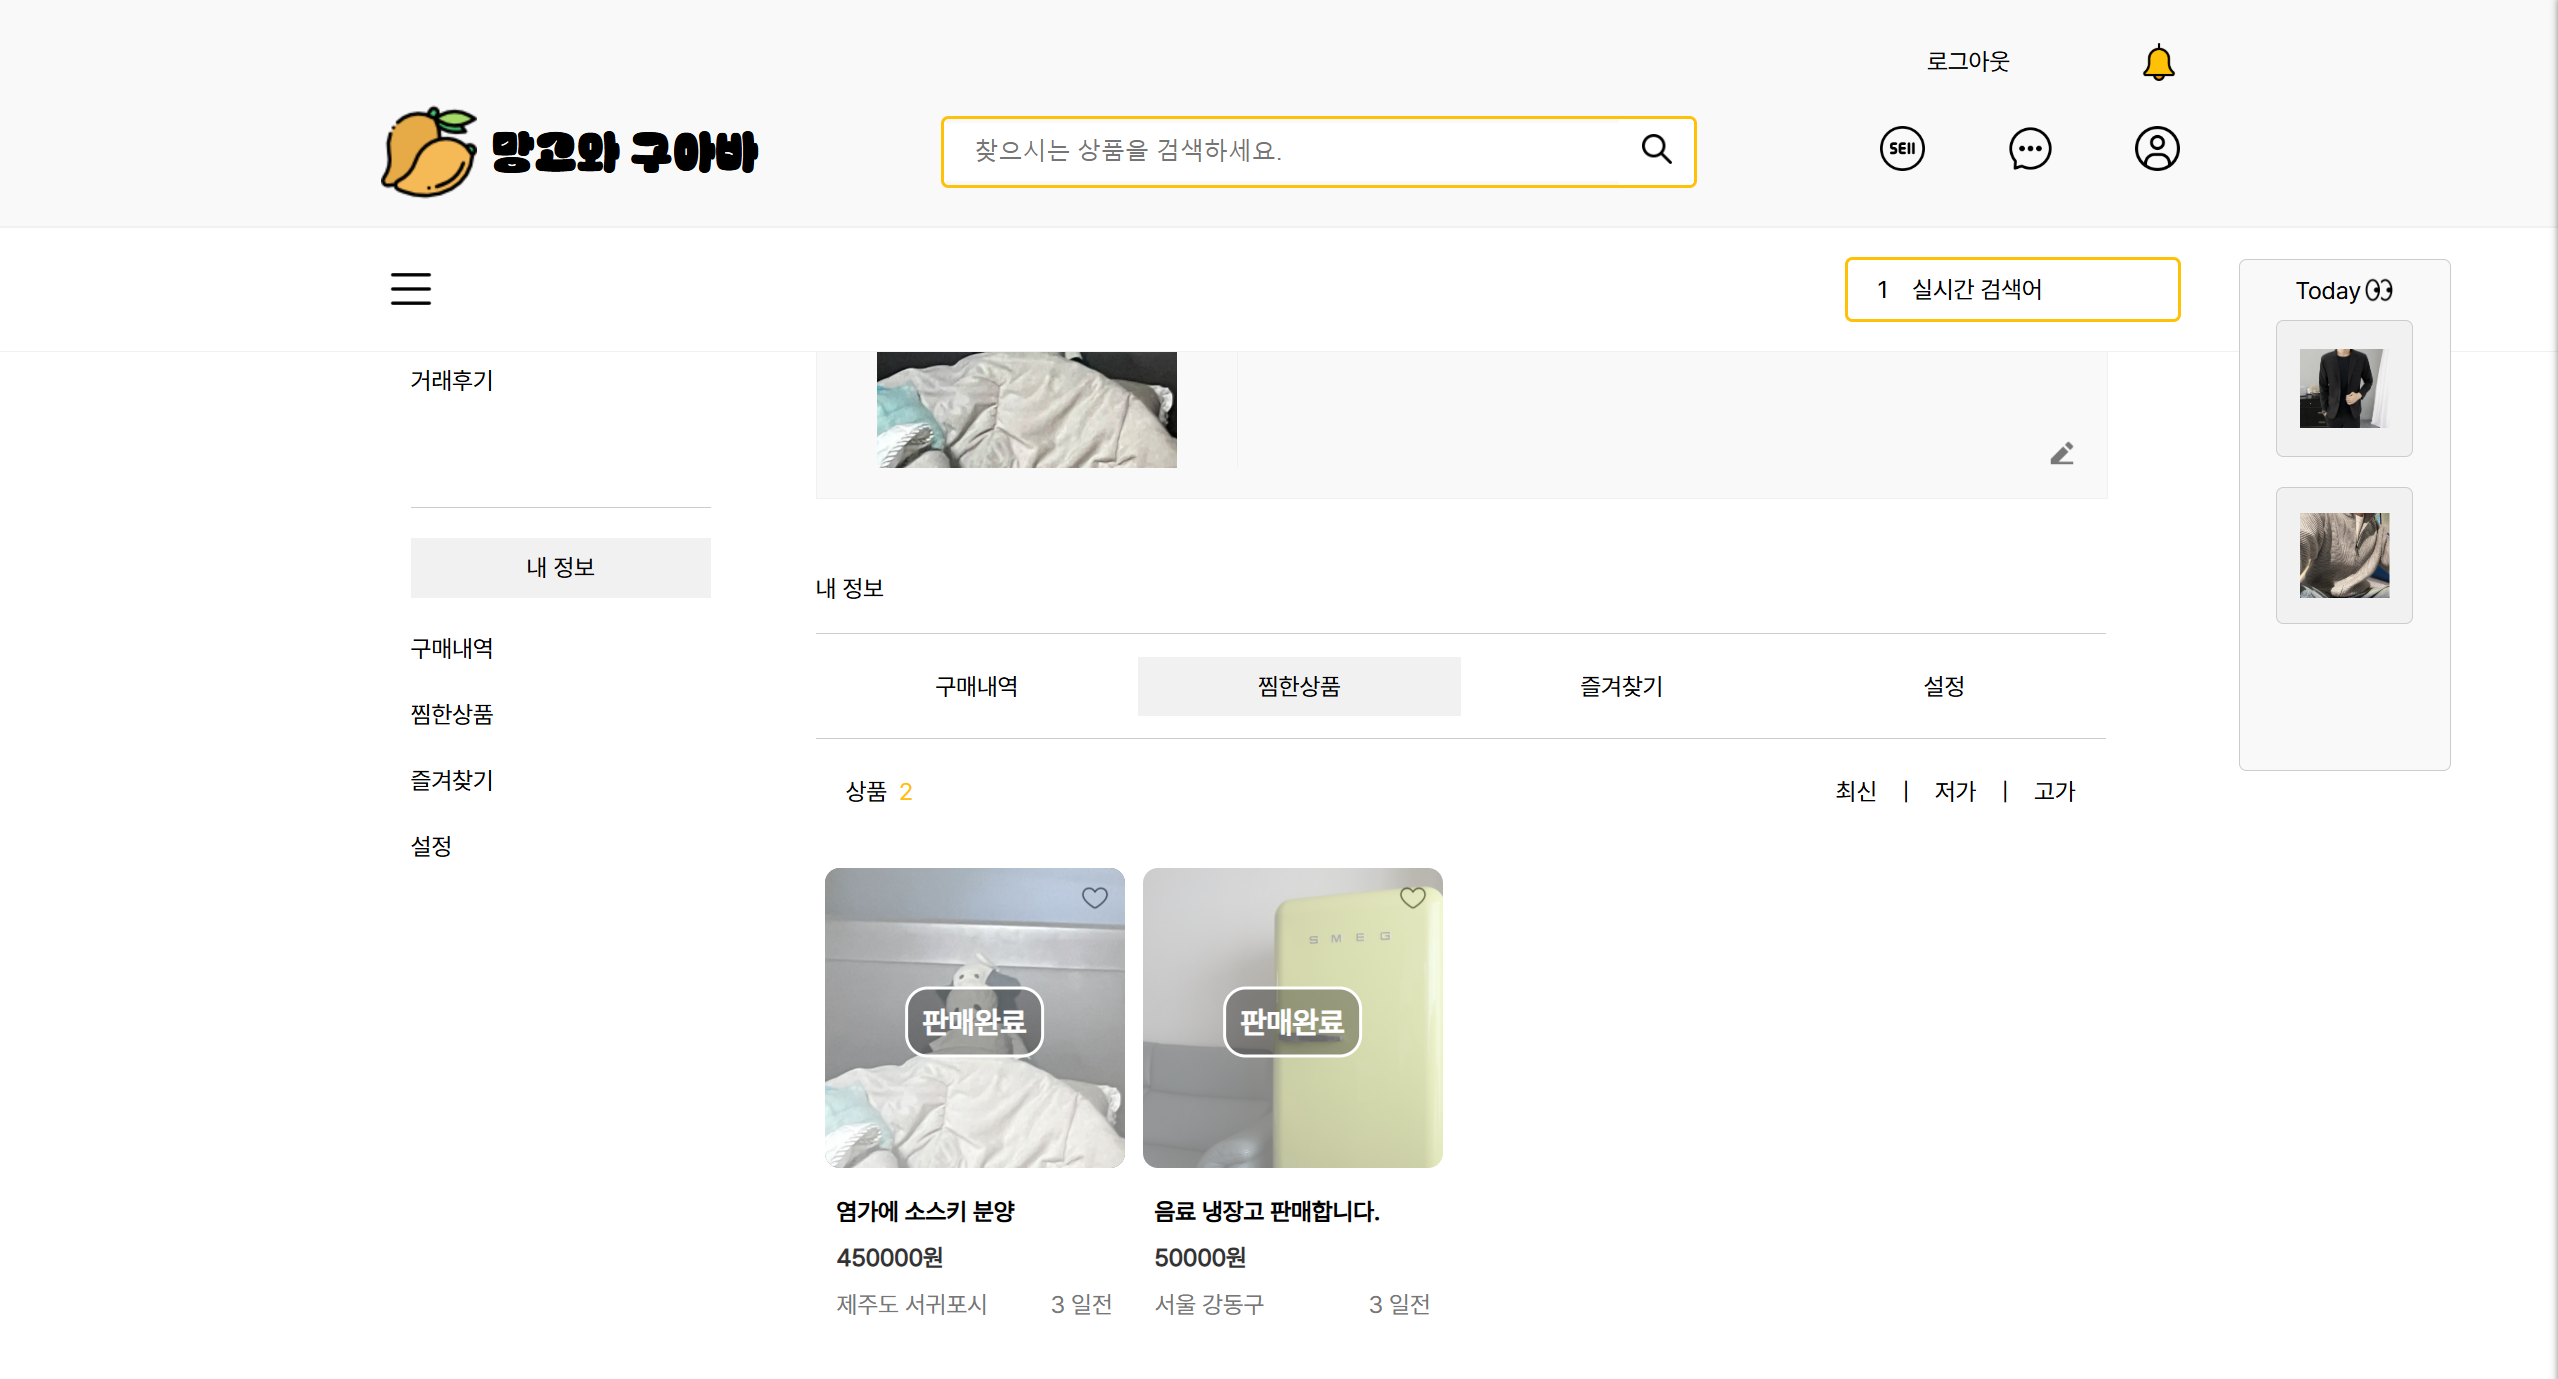 로그아웃
망고와 구아바
찾으시는 상품을 검색하세요.
SEll
1 실시간 검색어
Today
거래후기
내 정보
구매내역
찜한상품
즐겨찾기
설정
내 정보
구매내역 찜한상품 즐겨찾기 설정
상품 2
최신 | 저가 | 고가
SMEG
판매완료
판매완료
염가에 소스키 분양
450000원
제주도 서귀포시 3 일전
음료 냉장고 판매합니다.
50000원
서울 강동구 3 일전